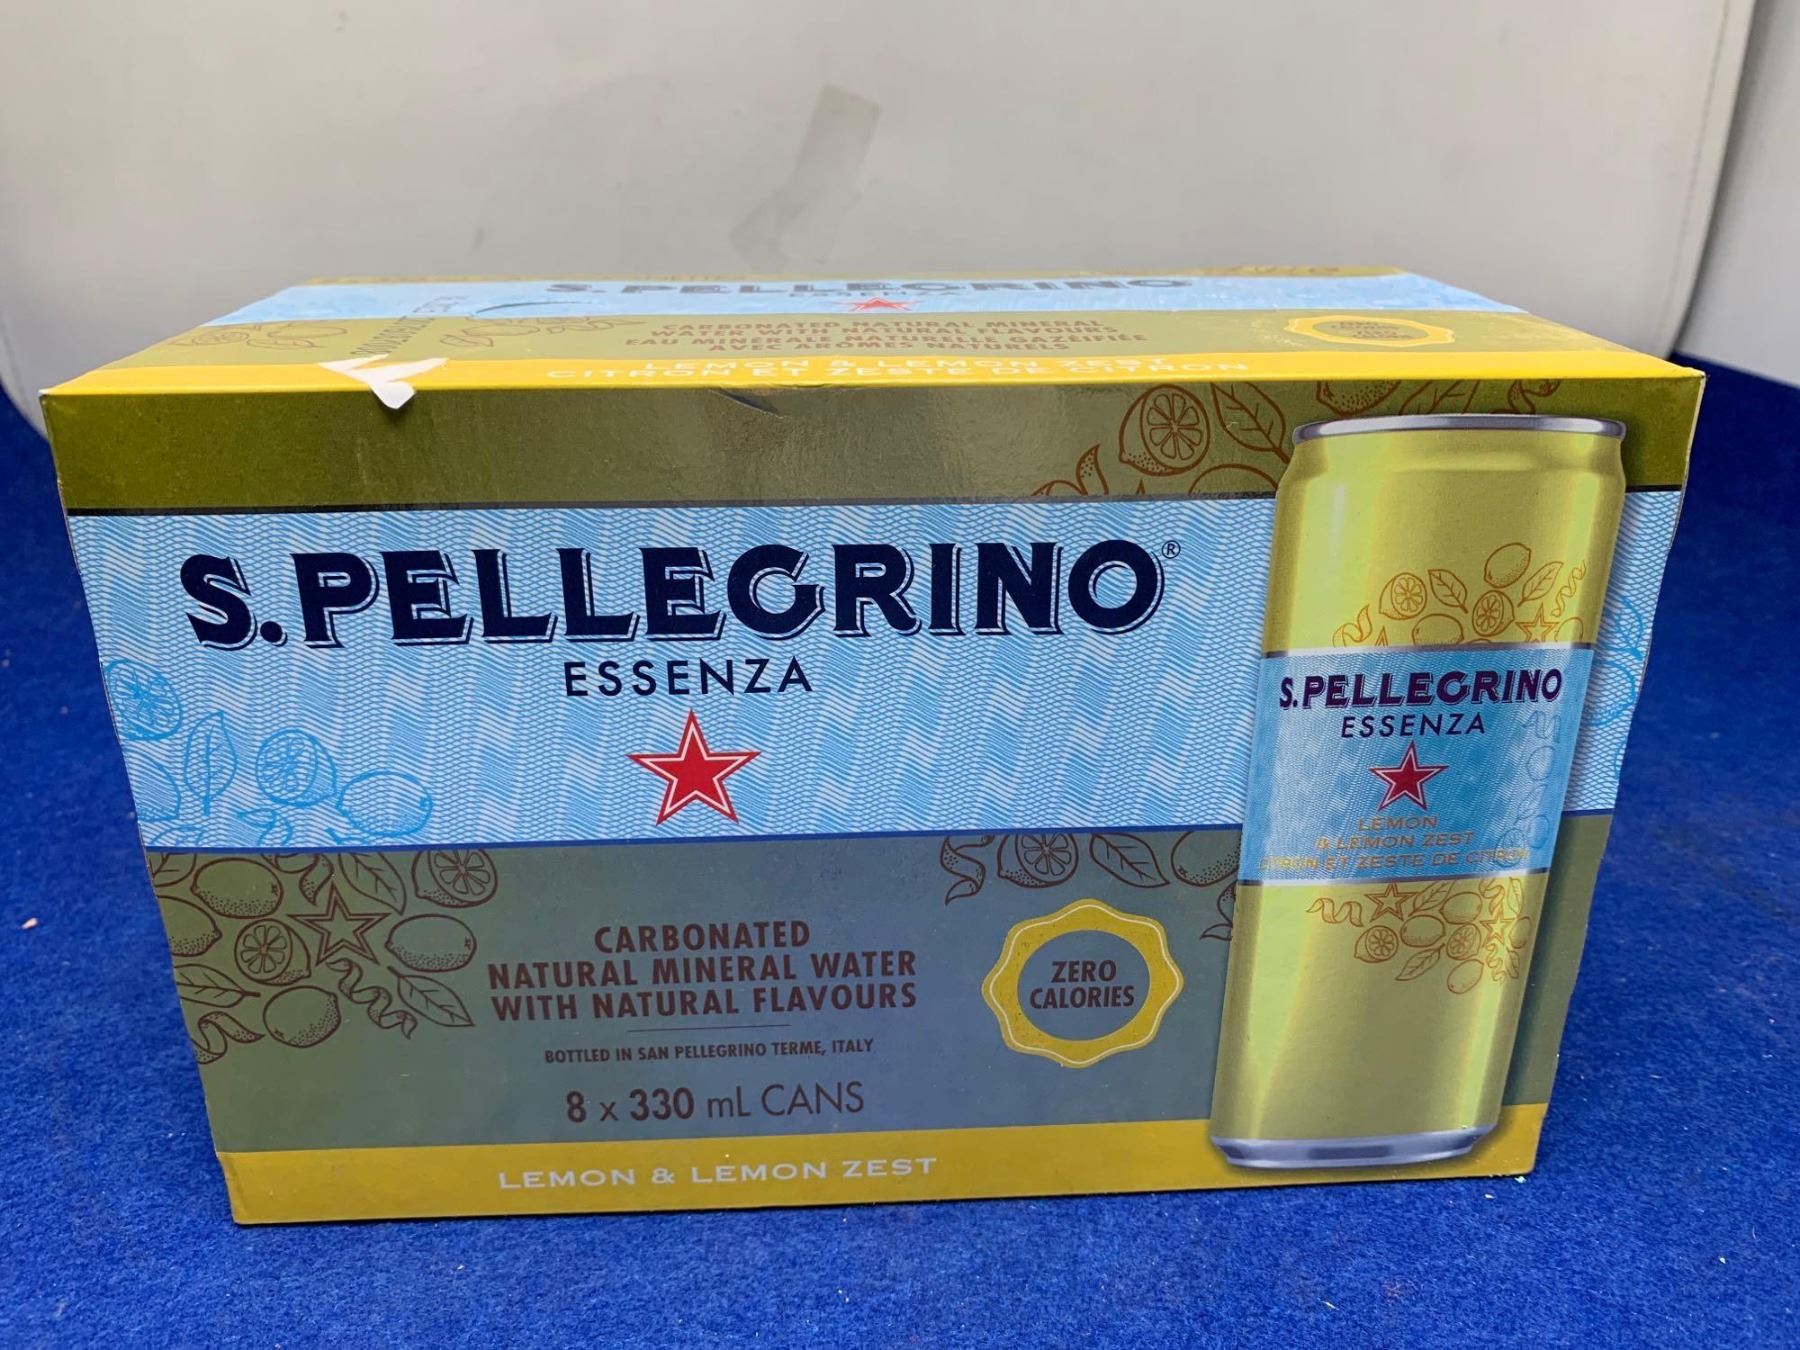 S. PELLEGRINO
ESSENZA
CARBONATED NATURAL MINERAL
WATER WITH NATURAL FLAVOURS
EAU MINÉRALE NATURELLE GAZÉIFIÉE
AVEC ARÔMES NATURELS
LEMON & LEMON ZEST
CITRON ET ZESTE DE CITRON
S.PELLEGRINO®
ESSENZA
CARBONATED
NATURAL MINERAL WATER
WITH NATURAL FLAVOURS
BOTTLED IN SAN PELLEGRINO TERME, ITALY
8 x 330 mL CANS
LEMON & LEMON ZEST
ZERO
CALORIES
S.PELLEGRINO
ESSENZA
LEMON
& LEMON ZEST
CITRON ET ZESTE DE CITRON